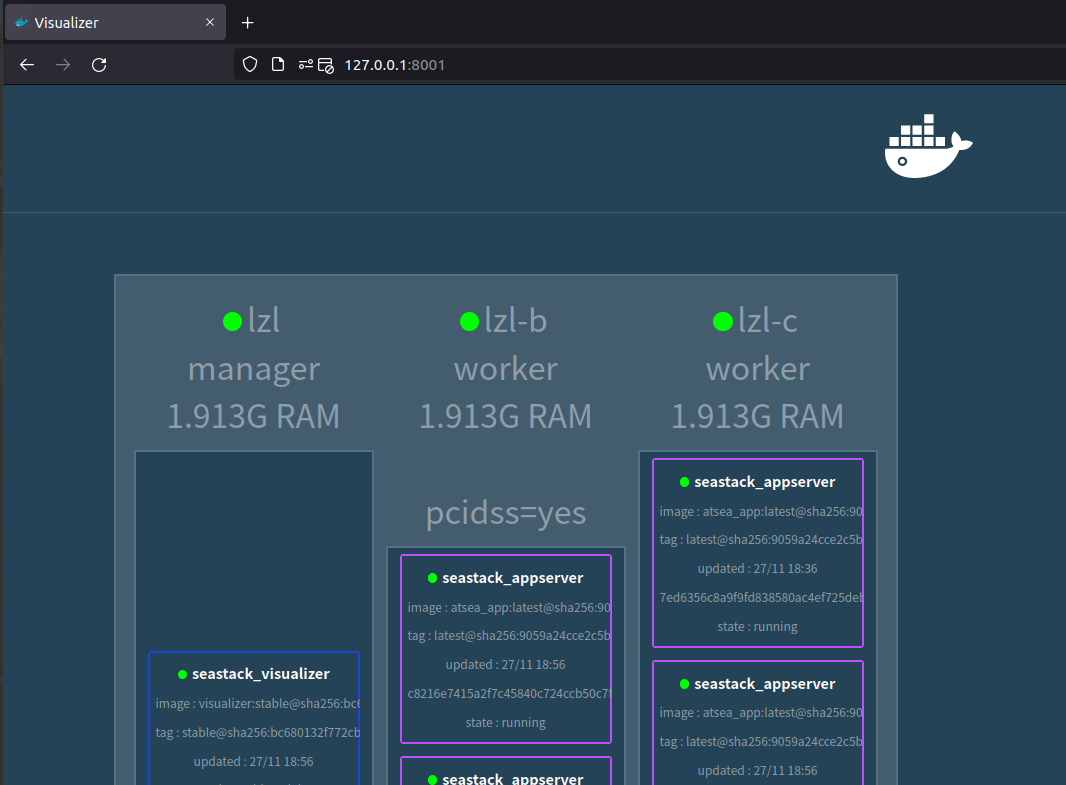 Visualizer
127.0.0.1:8001
lzl
manager
1.913G RAM
seastack_visualizer
image : visualizer:stable@sha256:bc6
tag : stable@sha256:bc680132f772cb
updated : 27/11 18:56
lzl-b
worker
1.913G RAM
pcidss=yes
seastack_appserver
image : atsea_app:latest@sha256:90
tag : latest@sha256:9059a24cce2c5b
updated : 27/11 18:56
c8216e7415a2f7c45840c724ccb50c7f
state : running
seastack_appserver
lzl-c
worker
1.913G RAM
seastack_appserver
image : atsea_app:latest@sha256:90
tag : latest@sha256:9059a24cce2c5b
updated : 27/11 18:36
7ed6356c8a9f9fd838580ac4ef725deb
state : running
seastack_appserver
image : atsea_app:latest@sha256:90
tag : latest@sha256:9059a24cce2c5b
updated : 27/11 18:56